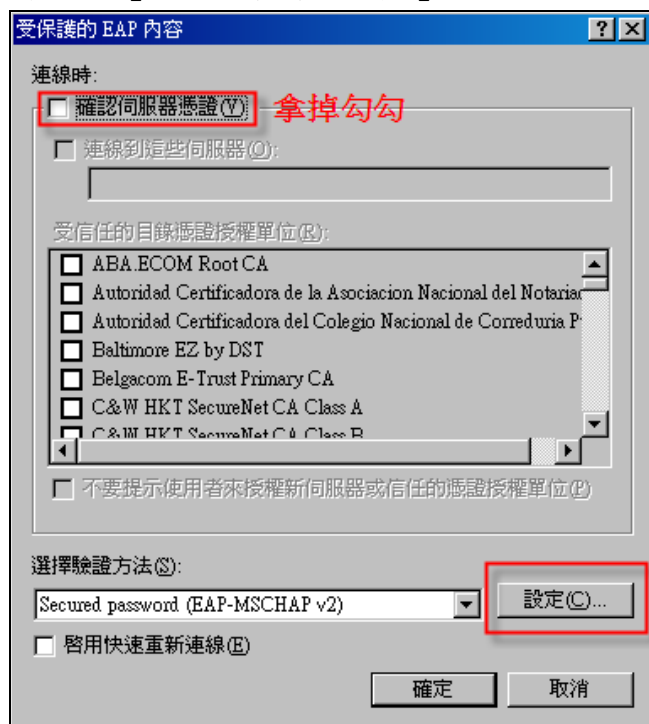 受保護的 EAP 內容
連線時:
確認伺服器憑證(V) 拿掉勾勾
連線到這些伺服器(O):
受信任的目錄憑證授權單位(R):
ABA.ECOM Root CA
Autoridad Certificadora de la Asociacion Nacional del Notaria
Autoridad Certificadora del Colegio Nacional de Correduria P
Baltimore EZ by DST
Belgacom E-Trust Primary CA
C&W HKT SecureNet CA Class A
C&W HKT SecureNet CA Class B
不要提示使用者來授權新伺服器或信任的憑證授權單位(P)
選擇驗證方法(S):
Secured password (EAP-MSCHAP v2) 設定(C)...
啟用快速重新連線(E)
確定 取消